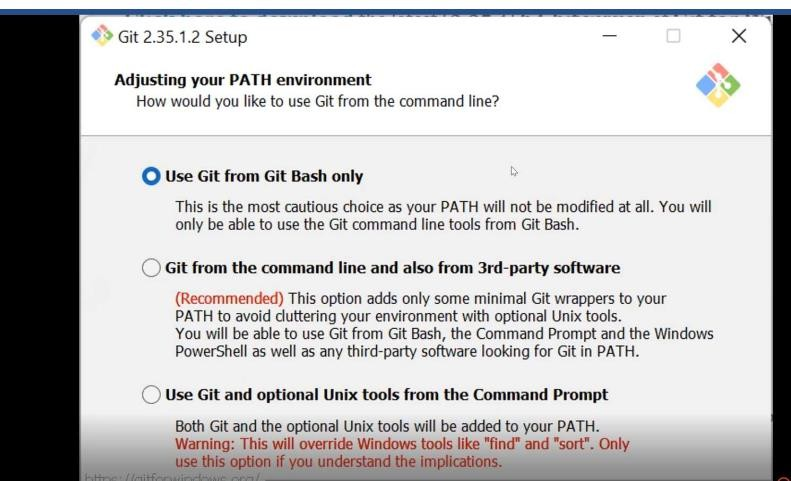 Git 2.35.1.2 Setup
Adjusting your PATH environment
How would you like to use Git from the command line?
Use Git from Git Bash only
This is the most cautious choice as your PATH will not be modified at all. You will
only be able to use the Git command line tools from Git Bash.
Git from the command line and also from 3rd-party software
(Recommended) This option adds only some minimal Git wrappers to your
PATH to avoid cluttering your environment with optional Unix tools.
You will be able to use Git from Git Bash, the Command Prompt and the Windows
PowerShell as well as any third-party software looking for Git in PATH.
Use Git and optional Unix tools from the Command Prompt
Both Git and the optional Unix tools will be added to your PATH.
Warning: This will override Windows tools like "find" and "sort". Only
use this option if you understand the implications.
https://gitforwindows.org/